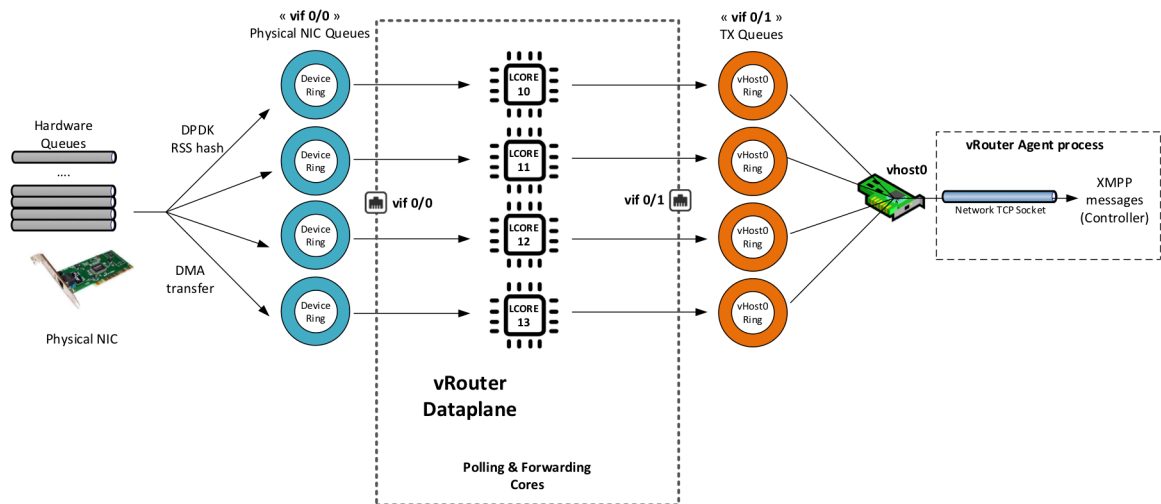 « vif 0/0 »
Physical NIC Queues
« vif 0/1 »
TX Queues
Hardware
Queues
....
DPDK
RSS hash
DMA
transfer
Physical NIC
Device
Ring
Device
Ring
Device
Ring
Device
Ring
vif 0/0
LCORE
10
LCORE
11
LCORE
12
LCORE
13
vRouter
Dataplane
Polling & Forwarding
Cores
vif 0/1
vHost0
Ring
vHost0
Ring
vHost0
Ring
vHost0
Ring
vhost0
vRouter Agent process
Network TCP Socket
XMPP
messages
(Controller)